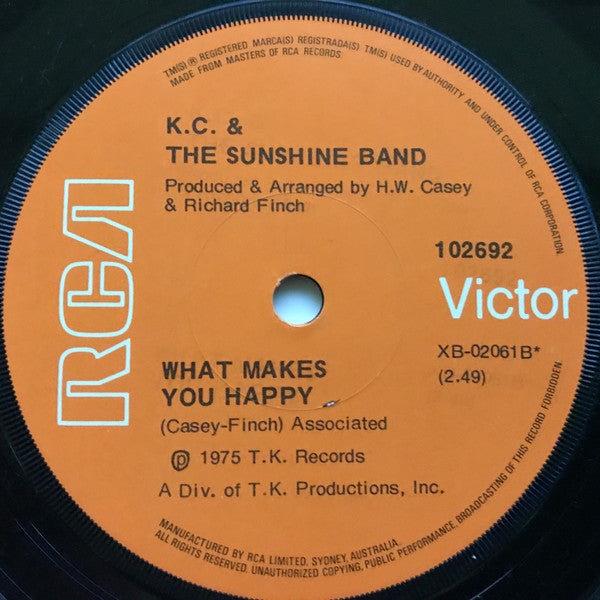 TM(S) ® REGISTERED MARCA(S) REGISTRADA(S) TM(S) USED BY AUTHORITY AND UNDER CONTROL OF RCA CORPORATION.
MADE FROM MASTERS OF RCA RECORDS
K.C. &
THE SUNSHINE BAND
Produced & Arranged by H.W. Casey
& Richard Finch
RCA
102692
Victor
XB-02061B*
(2.49)
WHAT MAKES
YOU HAPPY
(Casey-Finch) Associated
℗ 1975 T.K. Records
A Div. of T.K. Productions, Inc.
MANUFACTURED BY RCA LIMITED, SYDNEY, AUSTRALIA.
ALL RIGHTS RESERVED. UNAUTHORIZED COPYING, PUBLIC PERFORMANCE, BROADCASTING OF THIS RECORD FORBIDDEN.